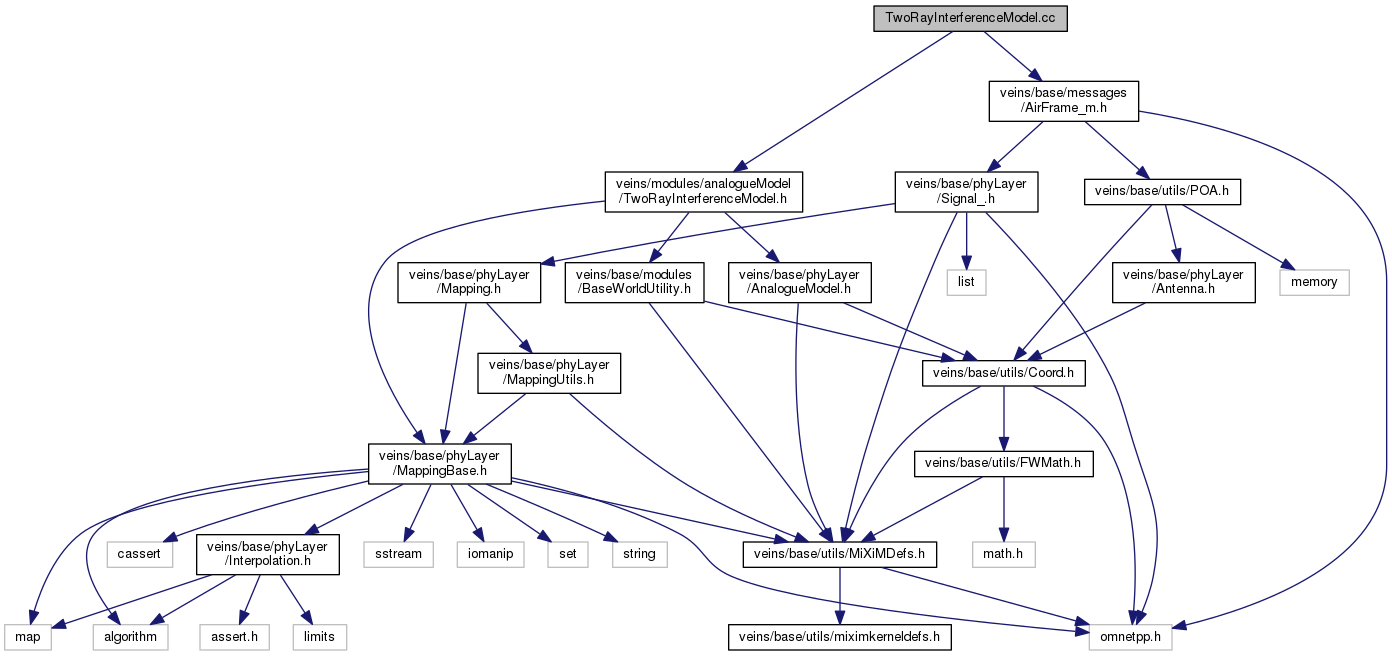 TwoRayInterferenceModel.cc
veins/base/messages
/AirFrame_m.h
veins/modules/analogueModel
/TwoRayInterferenceModel.h
veins/base/phyLayer
/Signal_.h
veins/base/utils/POA.h
veins/base/phyLayer
/Mapping.h
veins/base/modules
/BaseWorldUtility.h
veins/base/phyLayer
/AnalogueModel.h
list
veins/base/phyLayer
/Antenna.h
memory
veins/base/phyLayer
/MappingUtils.h
veins/base/utils/Coord.h
veins/base/phyLayer
/MappingBase.h
veins/base/utils/FWMath.h
cassert
veins/base/phyLayer
/Interpolation.h
sstream
iomanip
set
string
veins/base/utils/MiXiMDefs.h
math.h
map
algorithm
assert.h
limits
veins/base/utils/miximkerneldefs.h
omnetpp.h